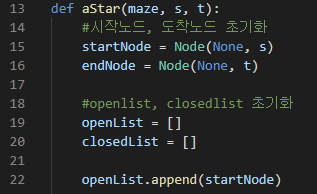 13 def aStar(maze, s, t):
14 #시작노드, 도착노드 초기화
15 startNode = Node(None, s)
16 endNode = Node(None, t)
17
18 #openlist, closedlist 초기화
19 openList = []
20 closedList = []
21
22 openList.append(startNode)